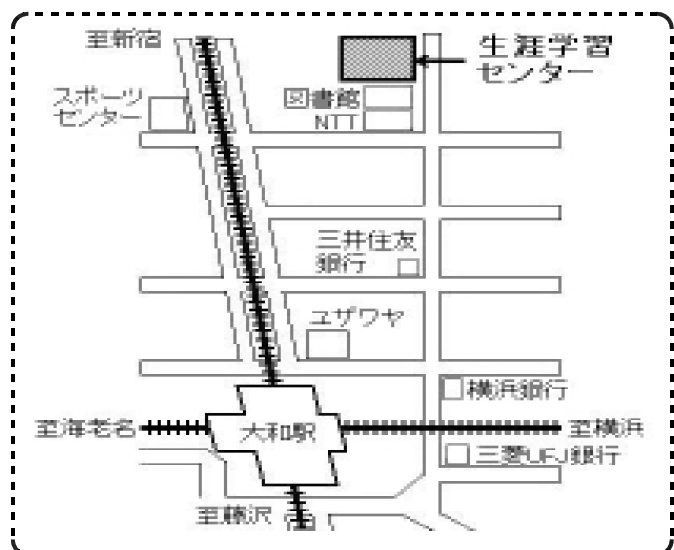 至新宿
生涯学習
センター
スポーツ
センター
図書館
NTT
三井住友
銀行
ユザワヤ
横浜銀行
至海老名
大和駅
至横浜
三菱UFJ銀行
至藤沢